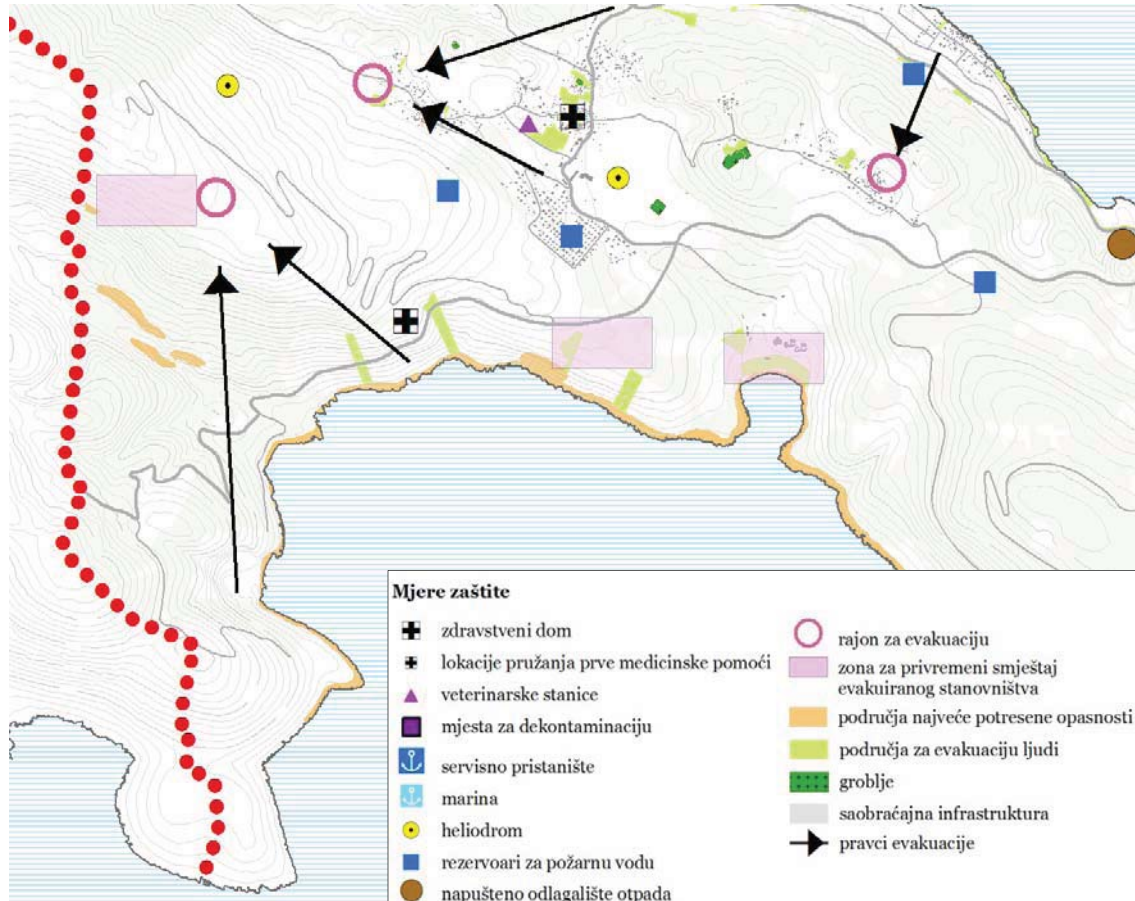 Mjere zaštite
zdravstveni dom
lokacije pružanja prve medicinske pomoći
veterinarske stanice
mjesta za dekontaminaciju
servisno pristanište
marina
heliodrom
rezervoari za požarnu vodu
napušteno odlagalište otpada
rajon za evakuaciju
zona za privremeni smještaj
evakuiranog stanovništva
područja najveće potresene opasnosti
područja za evakuaciju ljudi
groblje
saobraćajna infrastruktura
pravci evakuacije